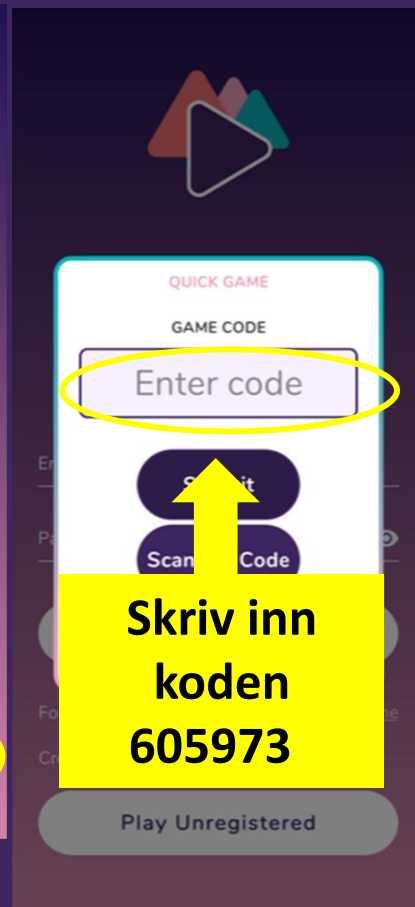 QUICK GAME
GAME CODE
Enter code
Skriv inn
koden
605973
Play Unregistered